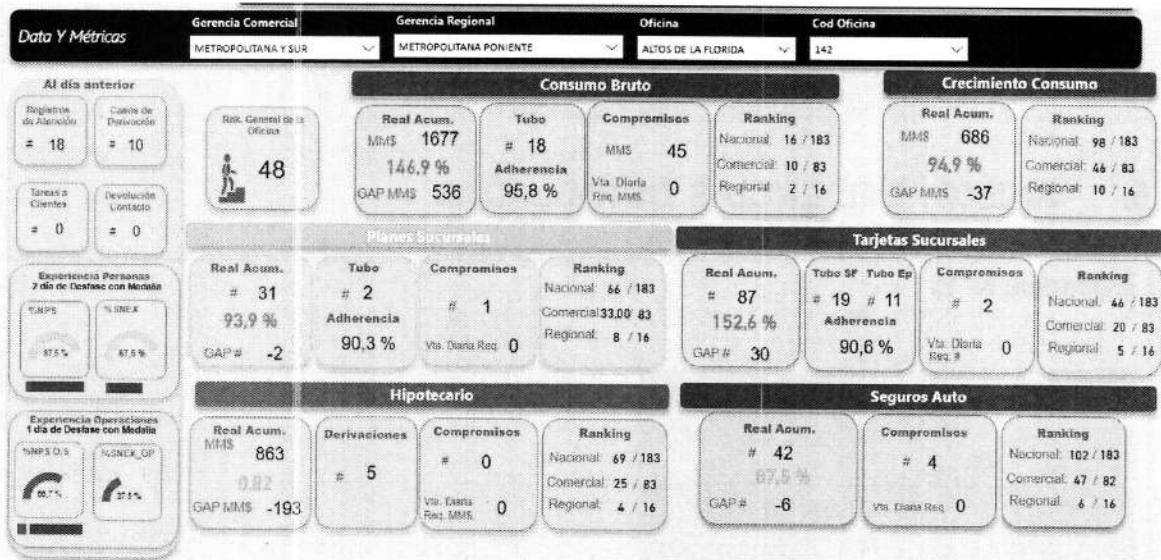 Data Y Métricas
Gerencia Comercial
METROPOLITANA Y SUR
Gerencia Regional
METROPOLITANA PONIENTE
Oficina
ALTOS DE LA FLORIDA
Cod Oficina
142
Al día anterior
Registros de Atención
# 18
Casos de Derivación
# 10
Tareas a Clientes
# 0
Devolución Contacto
# 0
Experiencia Personas
2 día de Desfase con Medalia
%NPS
87,5 %
% SNEX
87,5 %
Experiencia Operaciones
1 día de Desfase con Medalia
%NPS O.S
66,7 %
%SNEX_OP
37,5 %
Rnk. General de la Oficina
48
Consumo Bruto
Real Acum.
MM$ 1677
146,9 %
GAP MM$ 536
Tubo
# 18
Adherencia
95,8 %
Compromisos
MM$ 45
Vta. Diaria Req. MM$ 0
Ranking
Nacional: 16 / 183
Comercial: 10 / 83
Regional: 2 / 16
Crecimiento Consumo
Real Acum.
MM$ 686
94,9 %
GAP MM$ -37
Ranking
Nacional: 98 / 183
Comercial: 46 / 83
Regional: 10 / 16
Planes Sucursales
Real Acum.
# 31
93,9 %
GAP # -2
Tubo
# 2
Adherencia
90,3 %
Compromisos
# 1
Vta. Diaria Req 0
Ranking
Nacional: 66 / 183
Comercial 33,00 83
Regional: 8 / 16
Tarjetas Sucursales
Real Acum.
# 87
152,6 %
GAP # 30
Tubo SF Tubo Ep
# 19 # 11
Adherencia
90,6 %
Compromisos
# 2
Vta. Diaria Req. # 0
Ranking
Nacional: 46 / 183
Comercial: 20 / 83
Regional: 5 / 16
Hipotecario
Real Acum.
MM$ 863
0.82
GAP MM$ -193
Derivaciones
# 5
Compromisos
# 0
Vta. Diaria Req. MM$. 0
Ranking
Nacional: 69 / 183
Comercial: 25 / 83
Regional: 4 / 16
Seguros Auto
Real Acum.
# 42
87,5 %
GAP # -6
Compromisos
# 4
Vta. Diaria Req 0
Ranking
Nacional: 102 / 183
Comercial: 47 / 82
Regional: 6 / 16